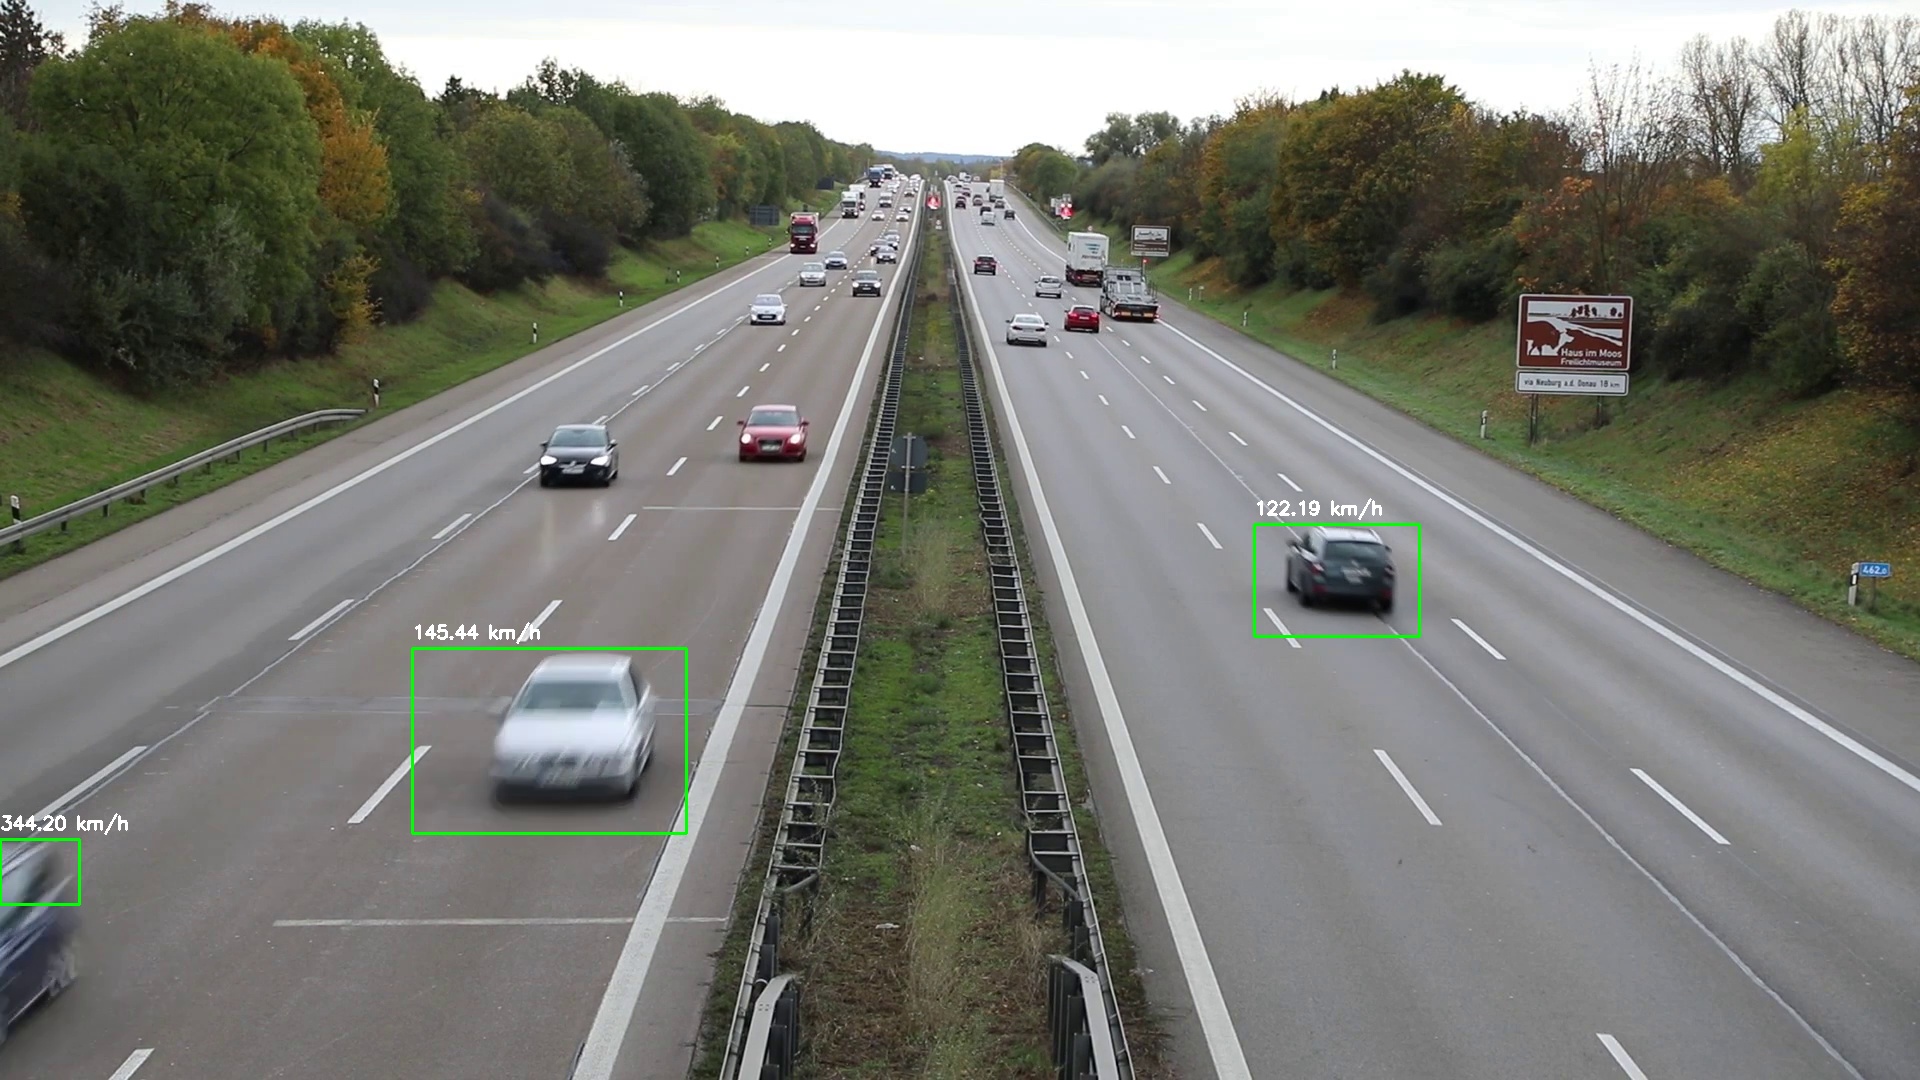 122.19 km/h
145.44 km/h
344.20 km/h
Haus im Moos
Freilichtmuseum
via Neuburg a.d. Donau 18 km
462,0